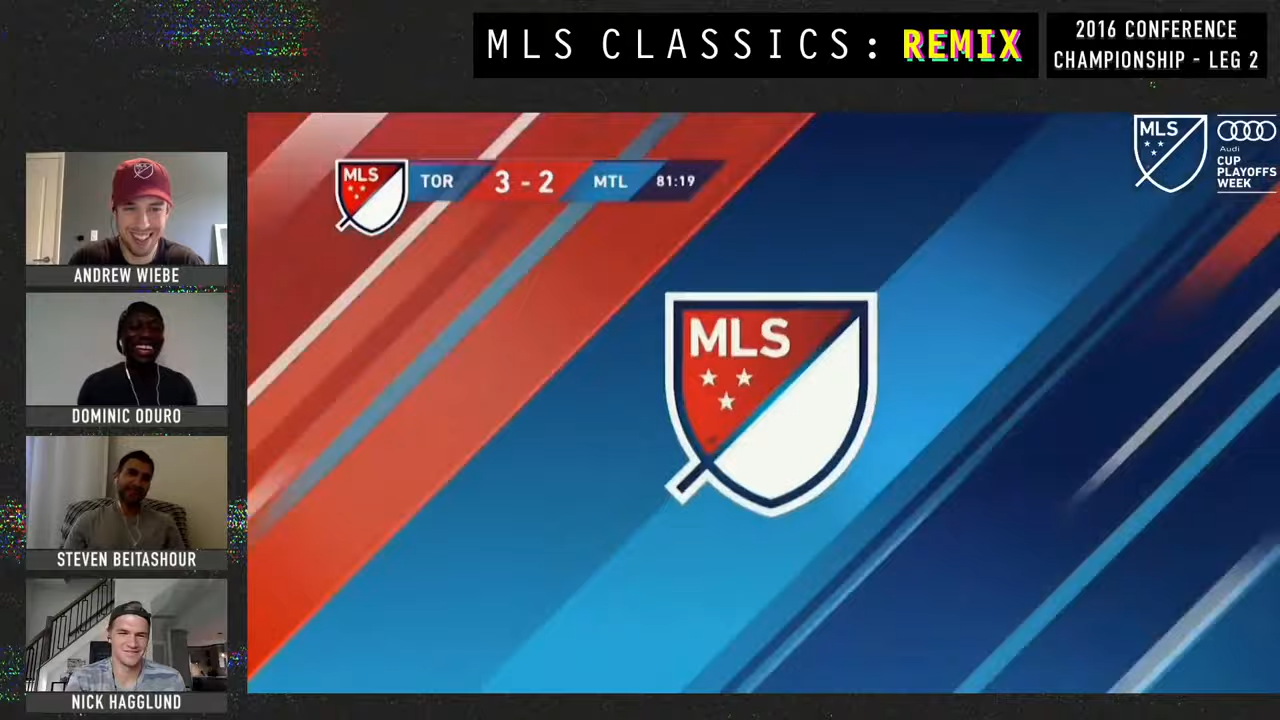 MLS CLASSICS: REMIX
2016 CONFERENCE
CHAMPIONSHIP - LEG 2
MLS
TOR 3 - 2 MTL 81:19
MLS
Audi
CUP
PLAYOFFS
WEEK
MLS
ANDREW WIEBE
DOMINIC ODURO
STEVEN BEITASHOUR
NICK HAGGLUND